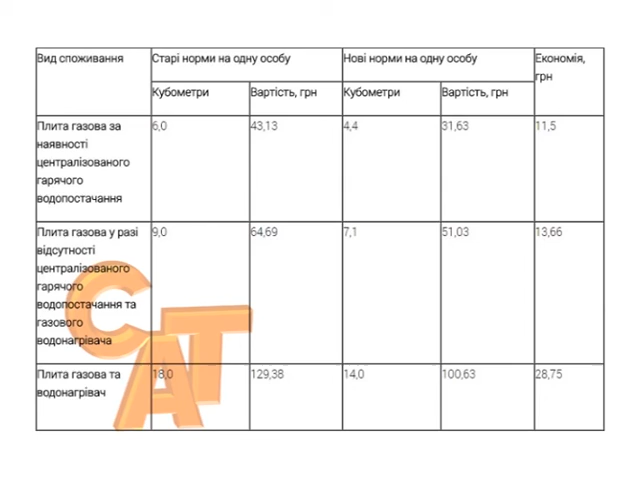 Вид споживання
Старі норми на одну особу
Нові норми на одну особу
Економія,
грн
Кубометри
Вартість, грн
Кубометри
Вартість, грн
Плита газова за
наявності
централізованого
гарячого
водопостачання
6,0
43,13
4,4
31,63
11,5
Плита газова у разі
відсутності
централізованого
гарячого
водопостачання та
газового
водонагрівача
9,0
64,69
7,1
51,03
13,66
Плита газова та
водонагрівач
18,0
129,38
14,0
100,63
28,75
САТ